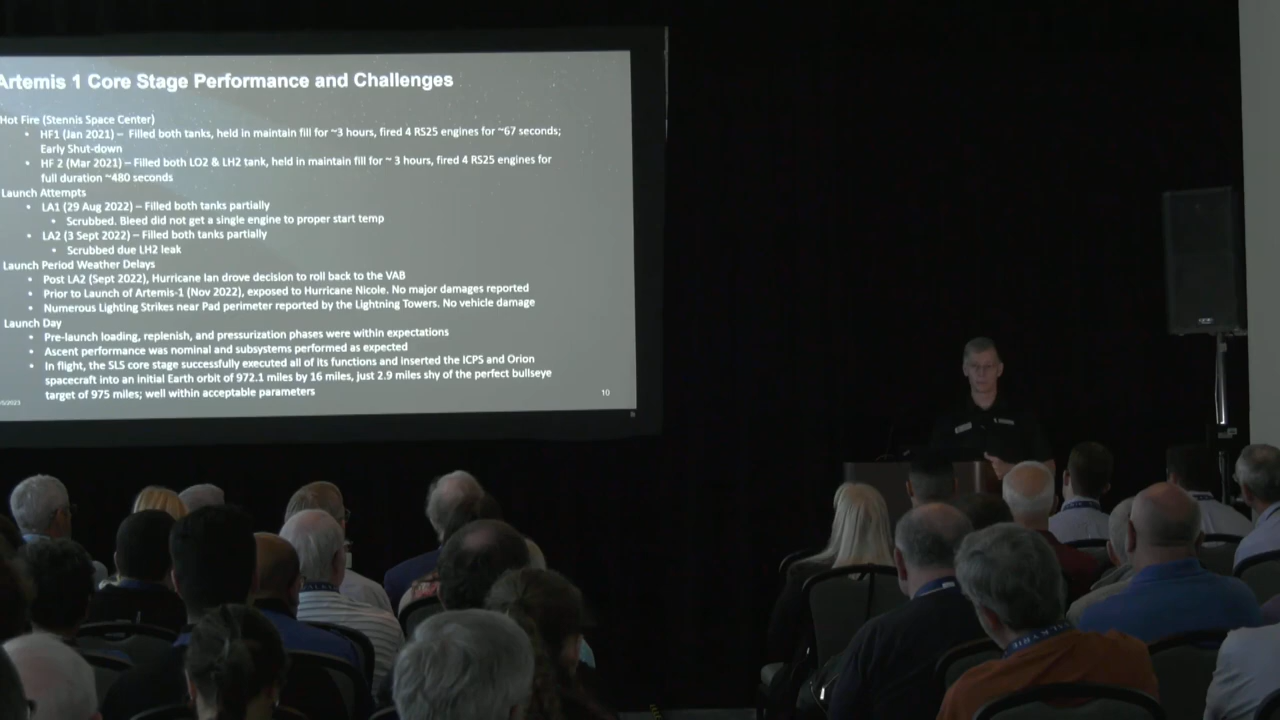 Artemis 1 Core Stage Performance and Challenges
Hot Fire (Stennis Space Center)
• HF1 (Jan 2021) – Filled both tanks, held in maintain fill for ~3 hours, fired 4 RS25 engines for ~67 seconds;
Early Shut-down
• HF 2 (Mar 2021) – Filled both LO2 & LH2 tank, held in maintain fill for ~ 3 hours, fired 4 RS25 engines for
full duration ~480 seconds
Launch Attempts
• LA1 (29 Aug 2022) – Filled both tanks partially
• Scrubbed. Bleed did not get a single engine to proper start temp
• LA2 (3 Sept 2022) – Filled both tanks partially
• Scrubbed due LH2 leak
Launch Period Weather Delays
• Post LA2 (Sept 2022), Hurricane Ian drove decision to roll back to the VAB
• Prior to Launch of Artemis-1 (Nov 2022), exposed to Hurricane Nicole. No major damages reported
• Numerous Lighting Strikes near Pad perimeter reported by the Lightning Towers. No vehicle damage
Launch Day
• Pre-launch loading, replenish, and pressurization phases were within expectations
• Ascent performance was nominal and subsystems performed as expected
• In flight, the SLS core stage successfully executed all of its functions and inserted the ICPS and Orion
spacecraft into an initial Earth orbit of 972.1 miles by 16 miles, just 2.9 miles shy of the perfect bullseye
target of 975 miles; well within acceptable parameters
/5/2023
10